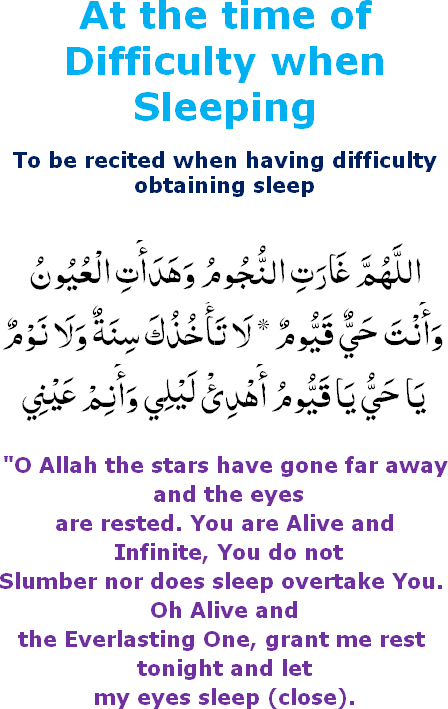 At the time of
Difficulty when
Sleeping
To be recited when having difficulty
obtaining sleep
اللَّهُمَّ غَارَتِ النُّجُومُ وَهَدَأَتِ الْعُيُونُ
وَأَنْتَ حَيٌّ قَيُّومٌ * لَا تَأْخُذُكَ سِنَةٌ وَلَا نَوْمٌ
يَا حَيُّ يَا قَيُّومُ أَهْدِئْ لَيْلِي وَأَنِمْ عَيْنِي
"O Allah the stars have gone far away
and the eyes
are rested. You are Alive and
Infinite, You do not
Slumber nor does sleep overtake You.
Oh Alive and
the Everlasting One, grant me rest
tonight and let
my eyes sleep (close).